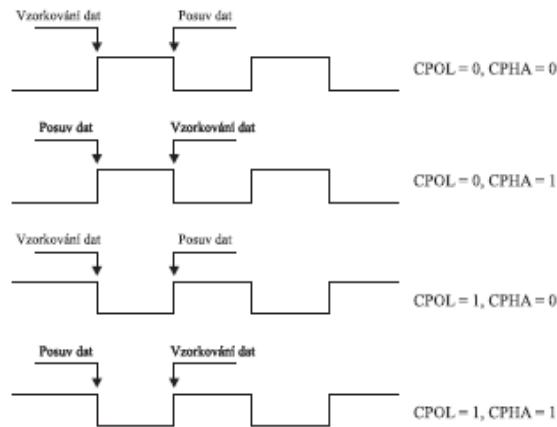 Vzorkování dat Posuv dat
CPOL = 0, CPHA = 0
Posuv dat Vzorkování dat
CPOL = 0, CPHA = 1
Vzorkování dat Posuv dat
CPOL = 1, CPHA = 0
Posuv dat Vzorkování dat
CPOL = 1, CPHA = 1